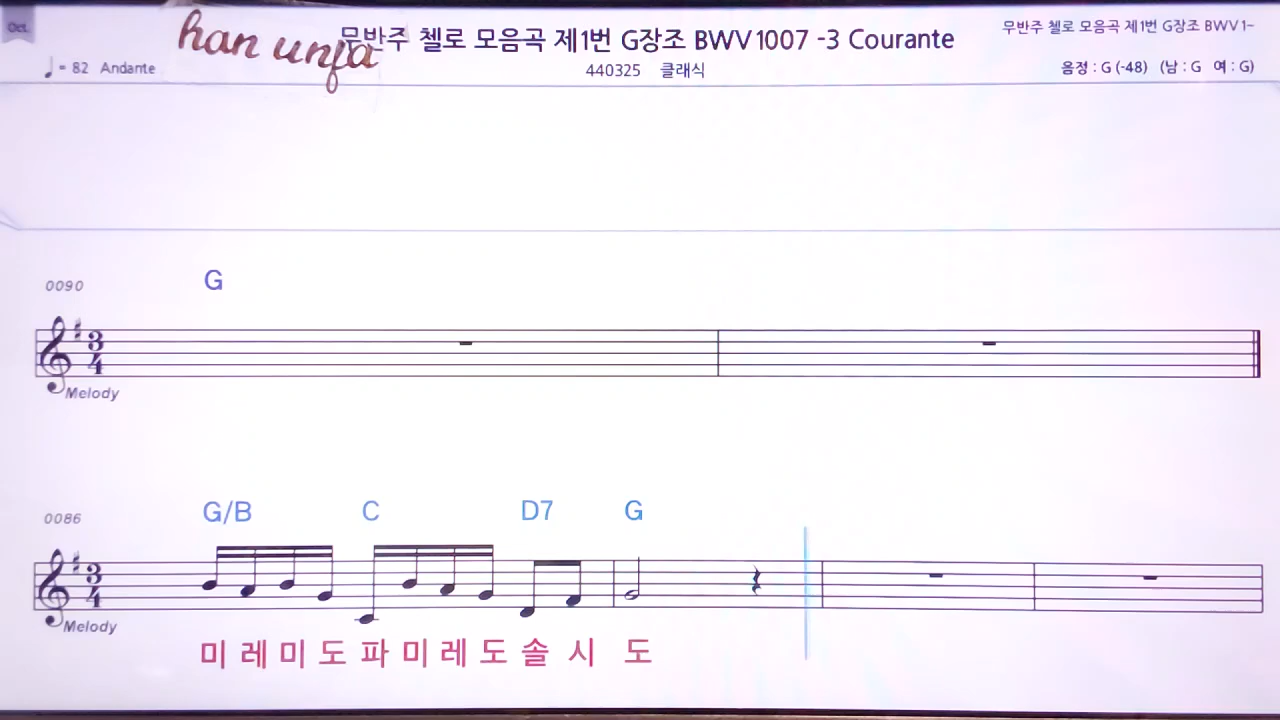 Oct.
han unfa
무반주 첼로 모음곡 제1번 G장조 BWV1007 -3 Courante
무반주 첼로 모음곡 제1번 G장조 BWV1~
= 82 Andante
440325 클래식
음정 : G (-48) (남 : G 여 : G)
0090
G
3
4
Melody
0086
G/B C D7 G
3
4
Melody
미 레 미 도 파 미 레 도 솔 시 도